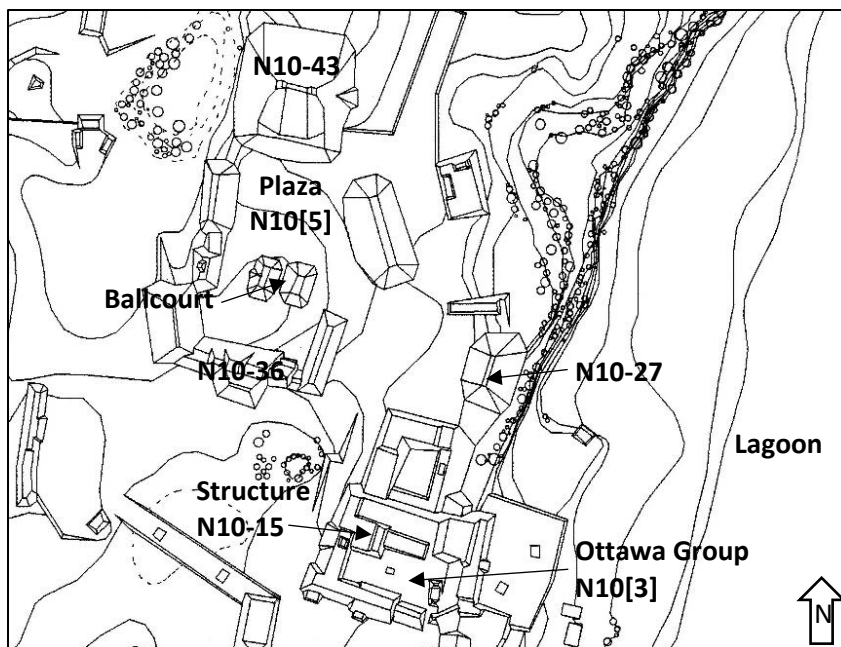 N10-43
Plaza
N10[5]
Ballcourt
N10-36
N10-27
Lagoon
Structure
N10-15
Ottawa Group
N10[3]
N